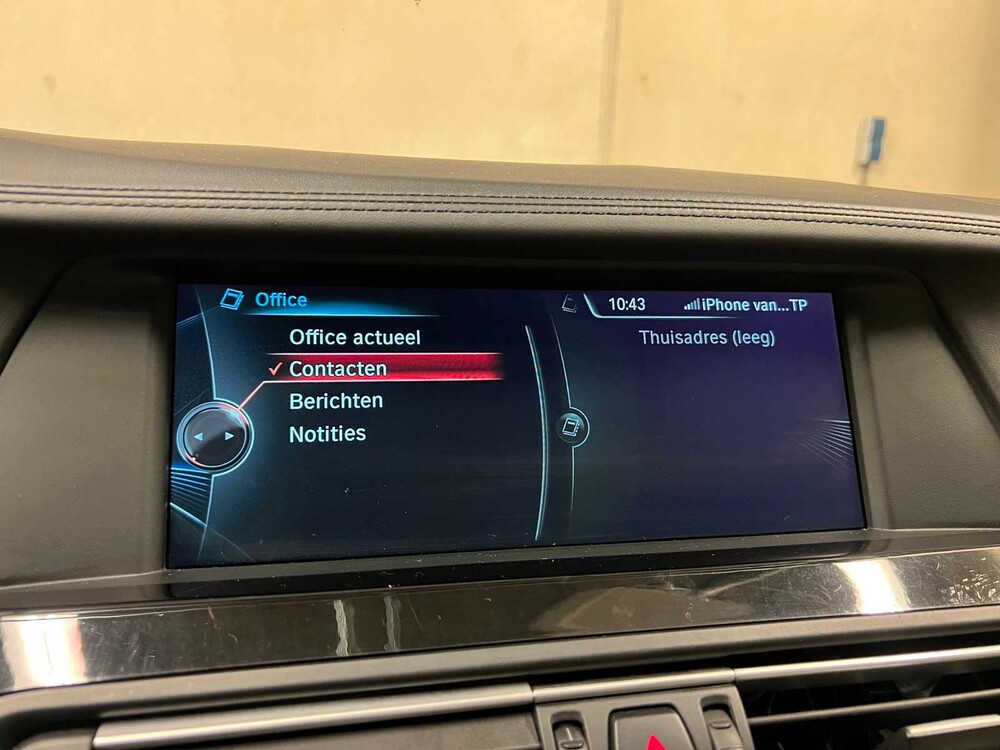 Office
10:43
iPhone van...TP
Office actueel
Thuisadres (leeg)
Contacten
Berichten
Notities